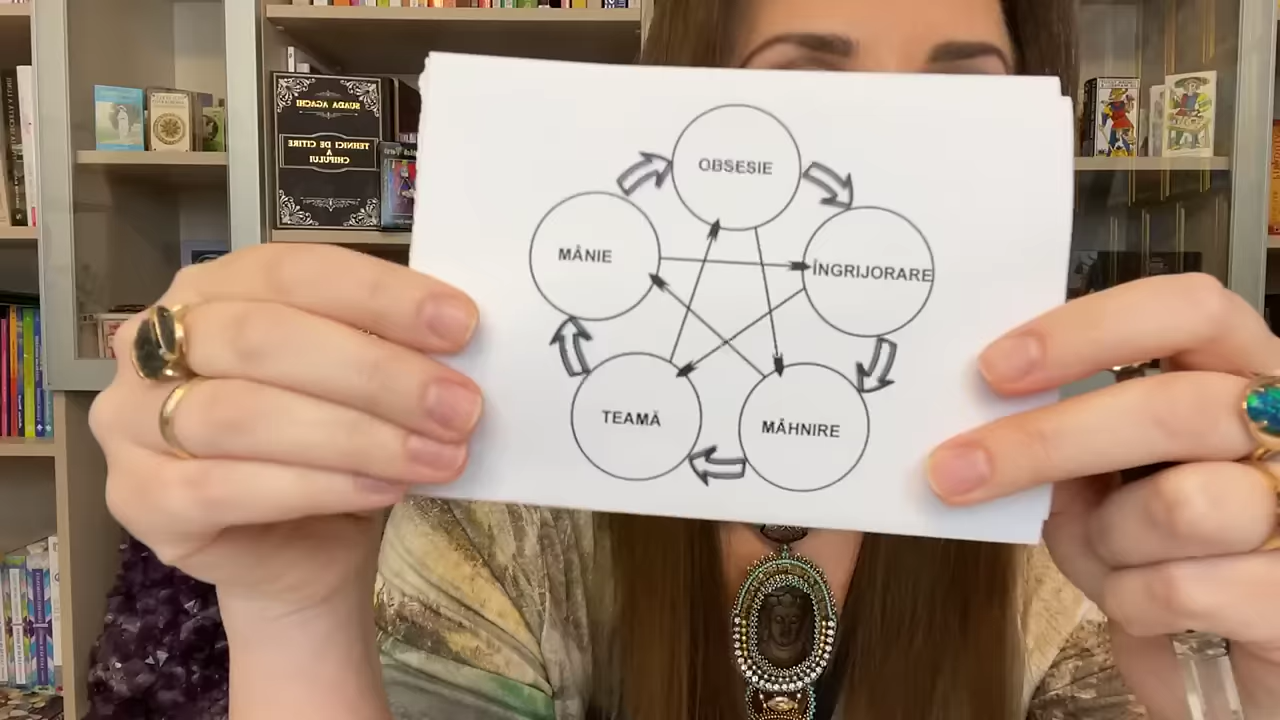 SUADA AGACHI
TEHNICI DE CITIRE
A
CHIPULUI
OBSESIE
MÂNIE
ÎNGRIJORARE
TEAMĂ
MÂHNIRE